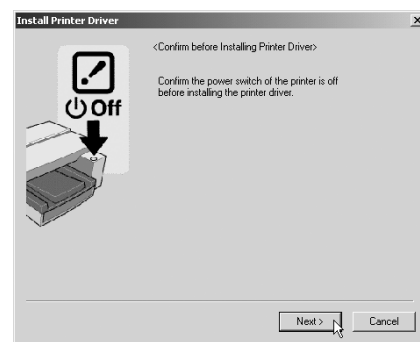 Install Printer Driver
<Confirm before Installing Printer Driver>
Confirm the power switch of the printer is off
before installing the printer driver.
Off
Next >
Cancel